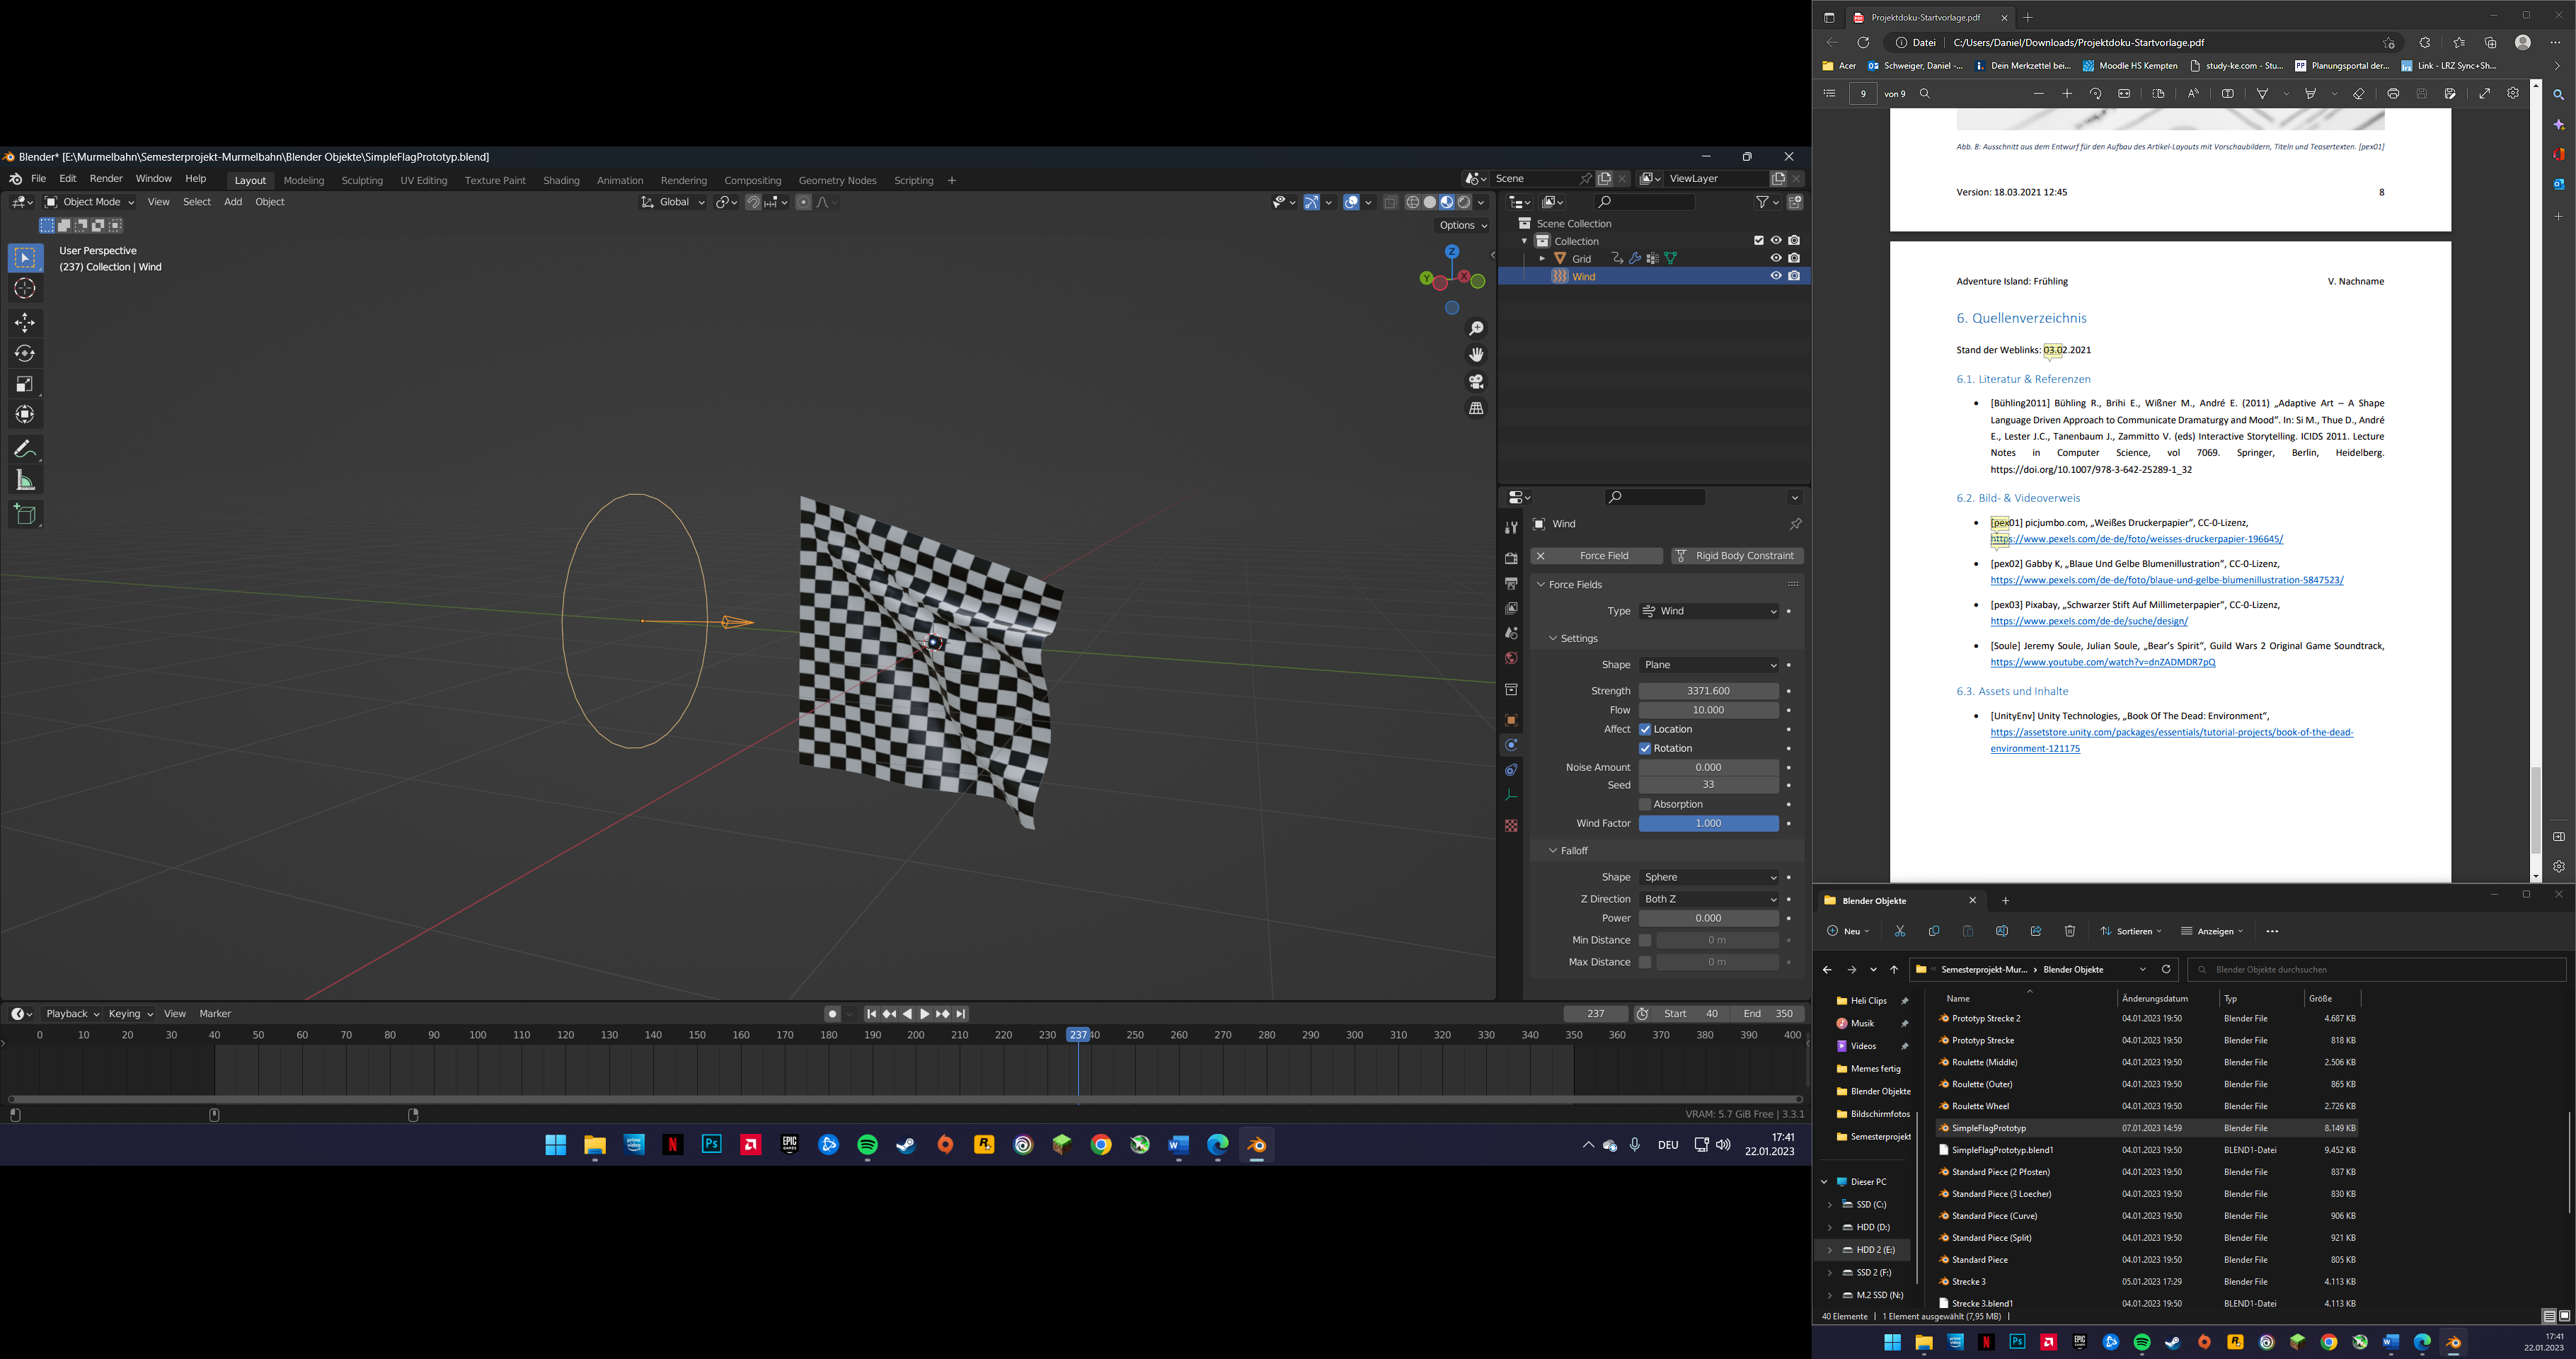 Blender* [E:\Murmelbahn\Semesterprojekt-Murmelbahn\Blender Objekte\SimpleFlagPrototyp.blend]
File Edit Render Window Help Layout Modeling Sculpting UV Editing Texture Paint Shading Animation Rendering Compositing Geometry Nodes Scripting + Scene ViewLayer
Object Mode View Select Add Object Global
Options
User Perspective
(237) Collection | Wind
Z
Y X
Scene Collection
Collection
Grid
Wind
Wind
Force Field Rigid Body Constraint
Force Fields
Type Wind
Settings
Shape Plane
Strength 3371.600
Flow 10.000
Affect Location
Rotation
Noise Amount 0.000
Seed 33
Absorption
Wind Factor 1.000
Falloff
Shape Sphere
Z Direction Both Z
Power 0.000
Min Distance 0 m
Max Distance 0 m
Playback Keying View Marker 237 Start 40 End 350
0 10 20 30 40 50 60 70 80 90 100 110 120 130 140 150 160 170 180 190 200 210 220 230 237 40 250 260 270 280 290 300 310 320 330 340 350 360 370 380 390 400
VRAM: 5.7 GiB Free | 3.3.1
DEU 17:41
22.01.2023
Projektdoku-Startvorlage.pdf
Datei C:/Users/Daniel/Downloads/Projektdoku-Startvorlage.pdf
Acer Schweiger, Daniel -... Dein Merkzettel bei... Moodle HS Kempten study-ke.com - Stu... Planungsportal der... Link - LRZ Sync+Sh...
9 von 9
Abb. 8: Ausschnitt aus dem Entwurf für den Aufbau des Artikel-Layouts mit Vorschaubildern, Titeln und Teasertexten. [pex01]
Version: 18.03.2021 12:45 8
Adventure Island: Frühling V. Nachname
6. Quellenverzeichnis
Stand der Weblinks: 03.02.2021
6.1. Literatur & Referenzen
• [Bühling2011] Bühling R., Brihi E., Wißner M., André E. (2011) „Adaptive Art – A Shape
Language Driven Approach to Communicate Dramaturgy and Mood“. In: Si M., Thue D., André
E., Lester J.C., Tanenbaum J., Zammitto V. (eds) Interactive Storytelling. ICIDS 2011. Lecture
Notes in Computer Science, vol 7069. Springer, Berlin, Heidelberg.
https://doi.org/10.1007/978-3-642-25289-1_32
6.2. Bild- & Videoverweis
• [pex01] picjumbo.com, „Weißes Druckerpapier“, CC-0-Lizenz,
https://www.pexels.com/de-de/foto/weisses-druckerpapier-196645/
• [pex02] Gabby K, „Blaue Und Gelbe Blumenillustration“, CC-0-Lizenz,
https://www.pexels.com/de-de/foto/blaue-und-gelbe-blumenillustration-5847523/
• [pex03] Pixabay, „Schwarzer Stift Auf Millimeterpapier“, CC-0-Lizenz,
https://www.pexels.com/de-de/suche/design/
• [Soule] Jeremy Soule, Julian Soule, „Bear’s Spirit“, Guild Wars 2 Original Game Soundtrack,
https://www.youtube.com/watch?v=dnZADMDR7pQ
6.3. Assets und Inhalte
• [UnityEnv] Unity Technologies, „Book Of The Dead: Environment“,
https://assetstore.unity.com/packages/essentials/tutorial-projects/book-of-the-dead-
environment-121175
Blender Objekte
Neu Sortieren Anzeigen
Semesterprojekt-Mur... › Blender Objekte Blender Objekte durchsuchen
Heli Clips
Musik
Videos
Memes fertig
Blender Objekte
Bildschirmfotos
Semesterprojekt
Dieser PC
SSD (C:)
HDD (D:)
HDD 2 (E:)
SSD 2 (F:)
M.2 SSD (N:)
Name Änderungsdatum Typ Größe
Prototyp Strecke 2 04.01.2023 19:50 Blender File 4.687 KB
Prototyp Strecke 04.01.2023 19:50 Blender File 818 KB
Roulette (Middle) 04.01.2023 19:50 Blender File 2.506 KB
Roulette (Outer) 04.01.2023 19:50 Blender File 865 KB
Roulette Wheel 04.01.2023 19:50 Blender File 2.726 KB
SimpleFlagPrototyp 07.01.2023 14:59 Blender File 8.149 KB
SimpleFlagPrototyp.blend1 04.01.2023 19:50 BLEND1-Datei 9.452 KB
Standard Piece (2 Pfosten) 04.01.2023 19:50 Blender File 837 KB
Standard Piece (3 Loecher) 04.01.2023 19:50 Blender File 830 KB
Standard Piece (Curve) 04.01.2023 19:50 Blender File 906 KB
Standard Piece (Split) 04.01.2023 19:50 Blender File 921 KB
Standard Piece 04.01.2023 19:50 Blender File 805 KB
Strecke 3 05.01.2023 17:29 Blender File 4.113 KB
Strecke 3.blend1 04.01.2023 19:50 BLEND1-Datei 4.113 KB
40 Elemente | 1 Element ausgewählt (7,95 MB) |
17:41
22.01.2023